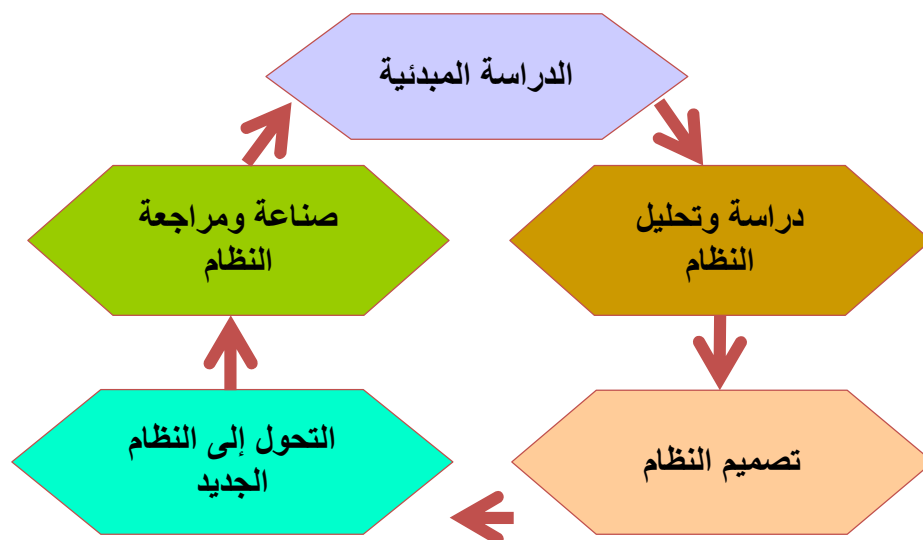 الدراسة المبدئية
دراسة وتحليل
النظام
تصميم النظام
التحول إلى النظام
الجديد
صناعة ومراجعة
النظام